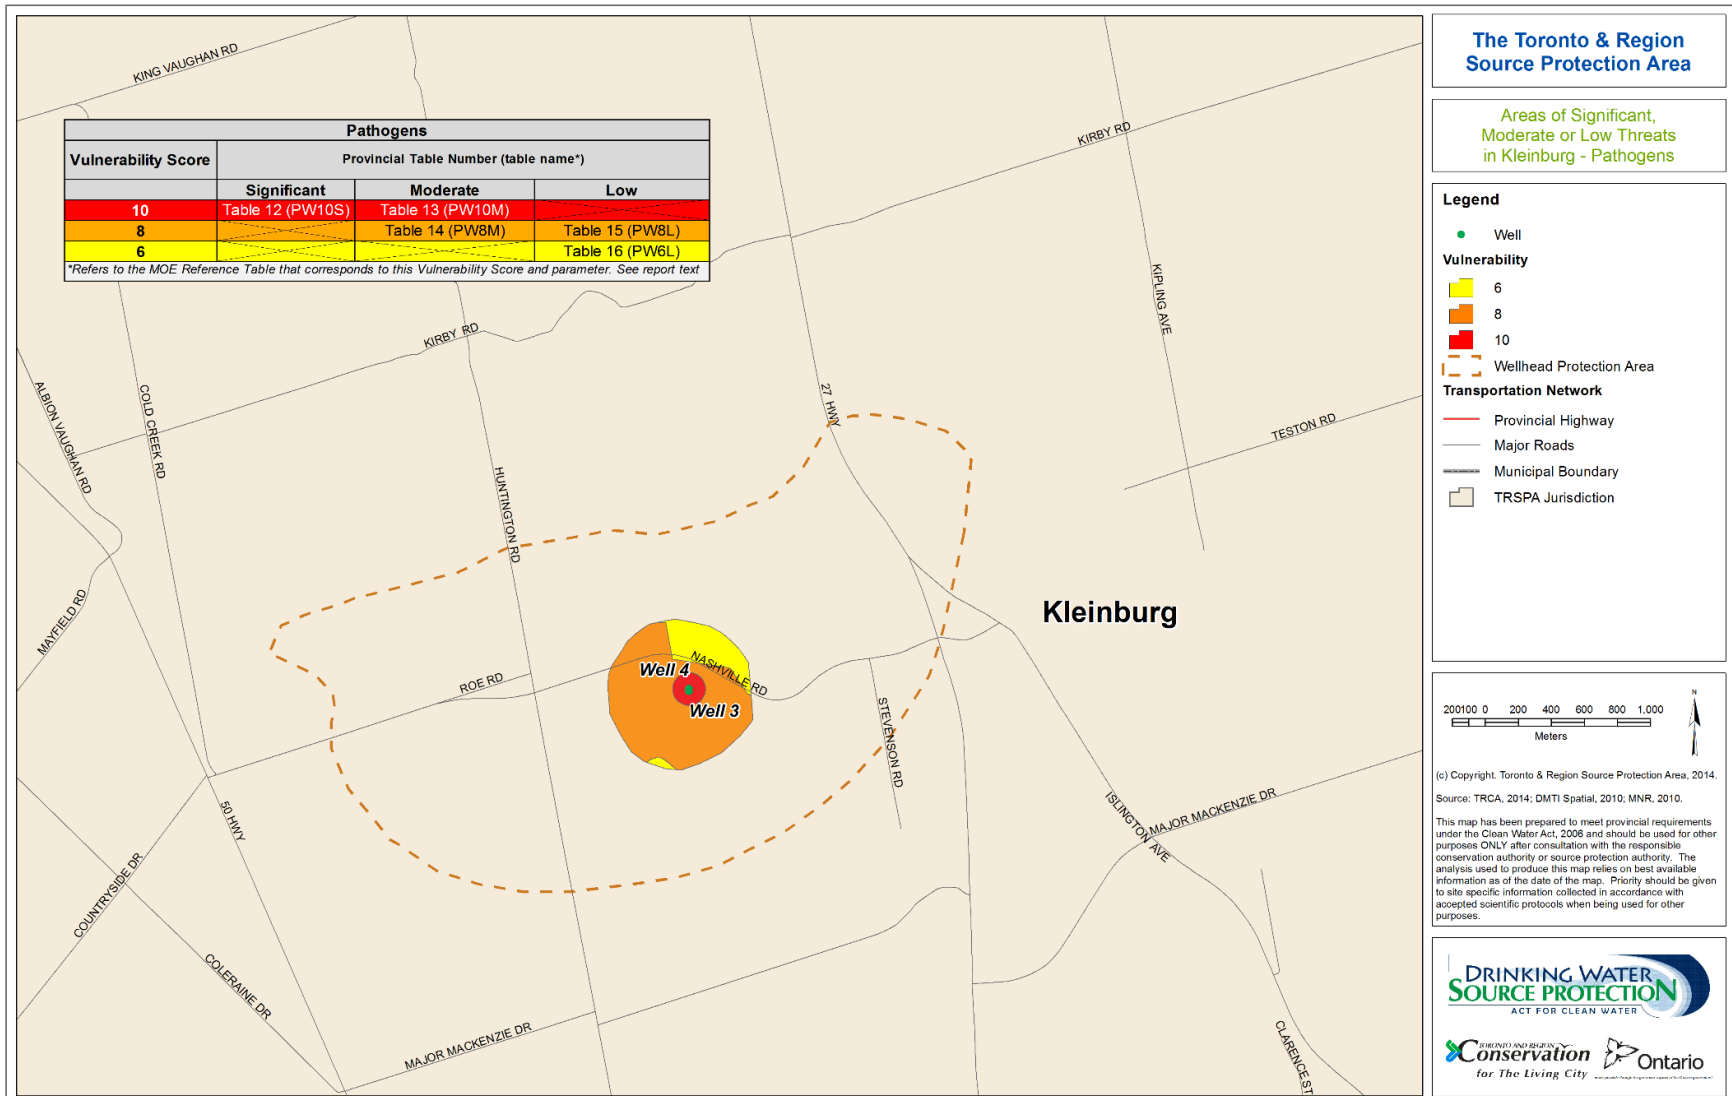 The Toronto & Region
Source Protection Area
Areas of Significant,
Moderate or Low Threats
in Kleinburg - Pathogens
Pathogens
Vulnerability Score
Provincial Table Number (table name*)
Significant Moderate Low
10 Table 12 (PW10S) Table 13 (PW10M)
8 Table 14 (PW8M) Table 15 (PW8L)
6 Table 16 (PW6L)
*Refers to the MOE Reference Table that corresponds to this Vulnerability Score and parameter. See report text
KING VAUGHAN RD
KIRBY RD
KIPLING AVE
KIRBY RD
27 HWY
TESTON RD
ALBION VAUGHAN RD
COLD CREEK RD
HUNTINGTON RD
MAYFIELD RD
Kleinburg
ROE RD
NASHVILLE RD
Well 4
Well 3
STEVENSON RD
50 HWY
ISLINGTON AVE
MAJOR MACKENZIE DR
COUNTRYSIDE DR
COLERAINE DR
MAJOR MACKENZIE DR
CLARENCE ST
Legend
Well
Vulnerability
6
8
10
Wellhead Protection Area
Transportation Network
Provincial Highway
Major Roads
Municipal Boundary
TRSPA Jurisdiction
N
200100 0 200 400 600 800 1,000
Meters
(c) Copyright. Toronto & Region Source Protection Area, 2014.
Source: TRCA, 2014; DMTI Spatial, 2010; MNR, 2010.
This map has been prepared to meet provincial requirements
under the Clean Water Act, 2006 and should be used for other
purposes ONLY after consultation with the responsible
conservation authority or source protection authority. The
analysis used to produce this map relies on best available
information as of the date of the map. Priority should be given
to site specific information collected in accordance with
accepted scientific protocols when being used for other
purposes.
DRINKING WATER
SOURCE PROTECTION
ACT FOR CLEAN WATER
TORONTO AND REGION
Conservation
for The Living City
Ontario